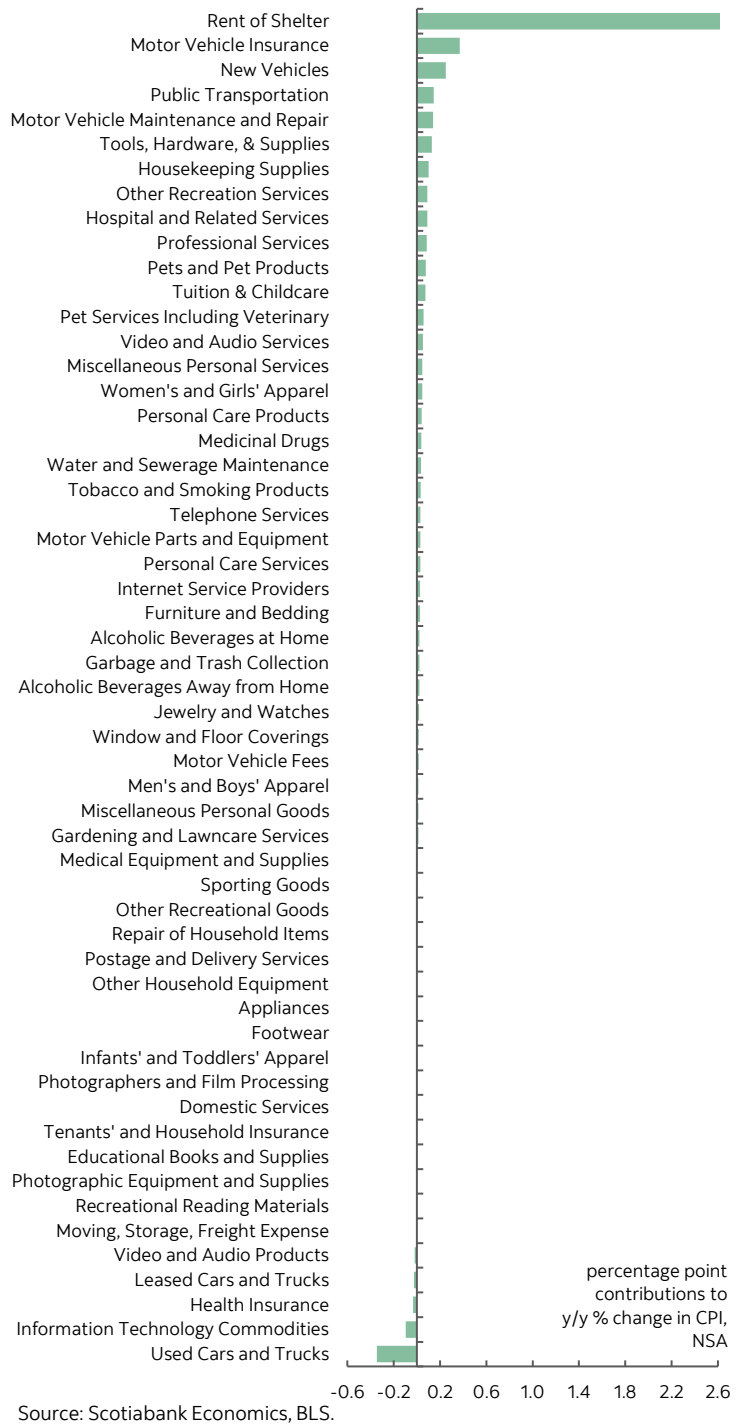 Rent of Shelter
Motor Vehicle Insurance
New Vehicles
Public Transportation
Motor Vehicle Maintenance and Repair
Tools, Hardware, & Supplies
Housekeeping Supplies
Other Recreation Services
Hospital and Related Services
Professional Services
Pets and Pet Products
Tuition & Childcare
Pet Services Including Veterinary
Video and Audio Services
Miscellaneous Personal Services
Women's and Girls' Apparel
Personal Care Products
Medicinal Drugs
Water and Sewerage Maintenance
Tobacco and Smoking Products
Telephone Services
Motor Vehicle Parts and Equipment
Personal Care Services
Internet Service Providers
Furniture and Bedding
Alcoholic Beverages at Home
Garbage and Trash Collection
Alcoholic Beverages Away from Home
Jewelry and Watches
Window and Floor Coverings
Motor Vehicle Fees
Men's and Boys' Apparel
Miscellaneous Personal Goods
Gardening and Lawncare Services
Medical Equipment and Supplies
Sporting Goods
Other Recreational Goods
Repair of Household Items
Postage and Delivery Services
Other Household Equipment
Appliances
Footwear
Infants' and Toddlers' Apparel
Photographers and Film Processing
Domestic Services
Tenants' and Household Insurance
Educational Books and Supplies
Photographic Equipment and Supplies
Recreational Reading Materials
Moving, Storage, Freight Expense
Video and Audio Products
Leased Cars and Trucks
Health Insurance
Information Technology Commodities
Used Cars and Trucks
percentage point
contributions to
y/y % change in CPI,
NSA
-0.6 -0.2 0.2 0.6 1.0 1.4 1.8 2.2 2.6
Source: Scotiabank Economics, BLS.